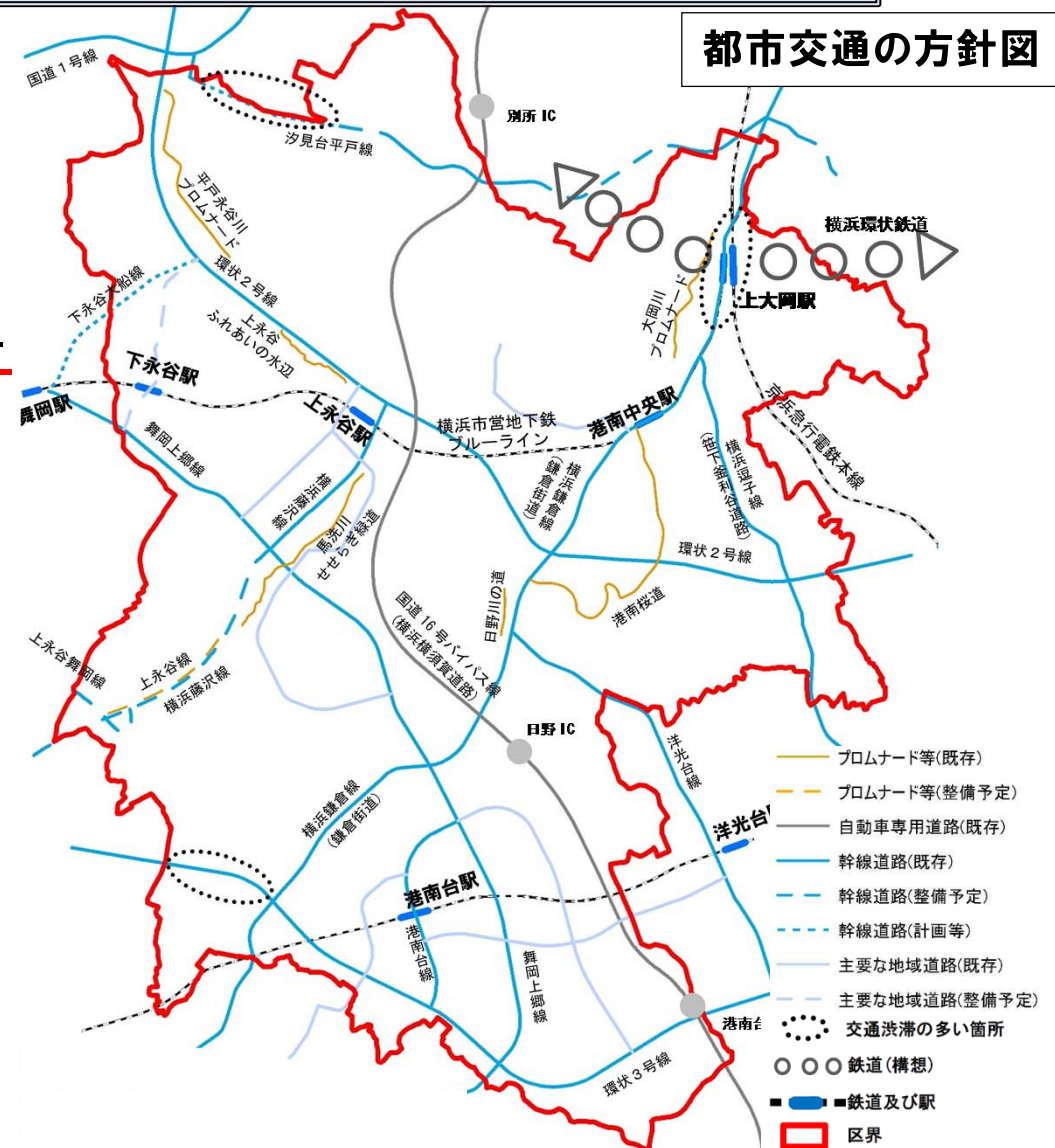 都市交通の方針図
国道1号線
別所 IC
汐見台平戸線
平戸永谷川
プロムナード
横浜環状鉄道
環状2号線
下永谷大船線
大岡川
プロムナード
上大岡駅
上永谷
ふれあいの水辺
下永谷駅
舞岡駅
上永谷駅
横浜市営地下鉄
ブルーライン
港南中央駅
京浜急行電鉄本線
舞岡上郷線
横浜藤沢線
横浜鎌倉線
(鎌倉街道)
横浜逗子線
(笹下釜利谷道路)
馬洗川
せせらぎ緑道
環状2号線
国道16号バイパス線
(横浜横須賀道路)
日野川の道
港南桜道
上永谷舞岡線
上永谷線
横浜藤沢線
日野 IC
洋光台線
横浜鎌倉線
(鎌倉街道)
洋光台
港南台駅
港南台線
舞岡上郷線
港南台
環状3号線
プロムナード等(既存)
プロムナード等(整備予定)
自動車専用道路(既存)
幹線道路(既存)
幹線道路(整備予定)
幹線道路(計画等)
主要な地域道路(既存)
主要な地域道路(整備予定)
交通渋滞の多い箇所
鉄道(構想)
鉄道及び駅
区界